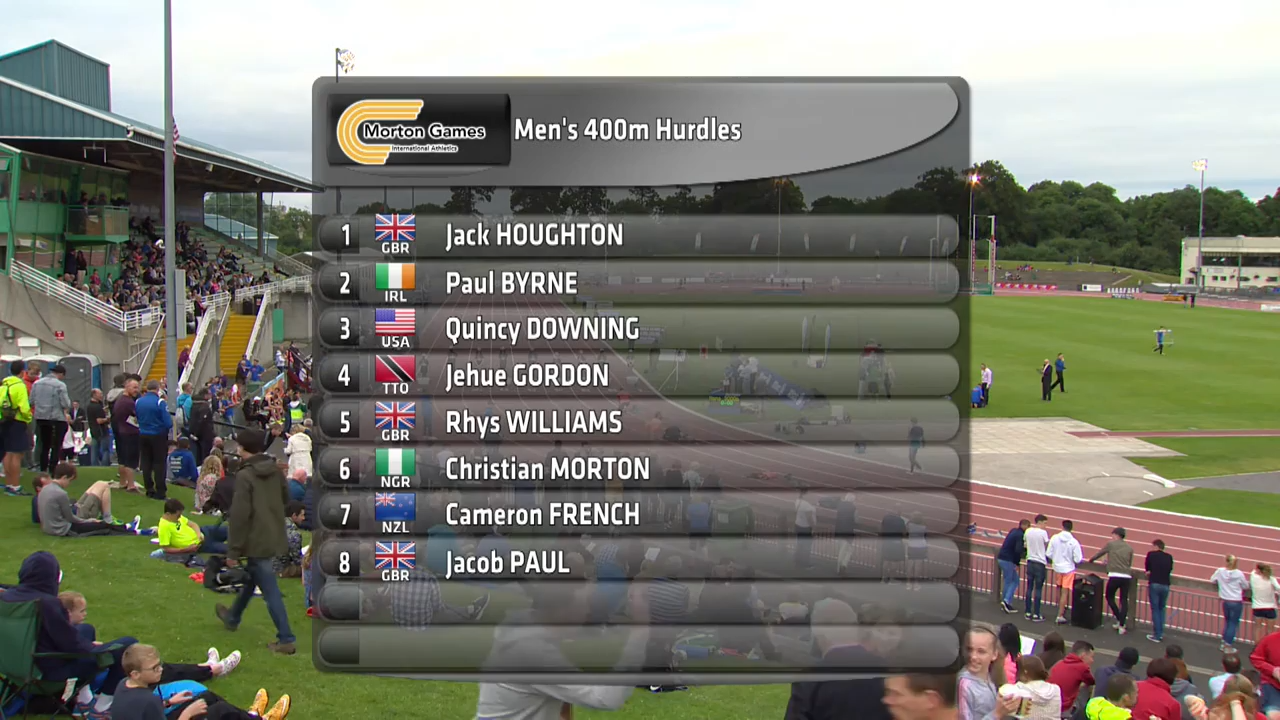 Morton Games
International Athletics
Men's 400m Hurdles
1 GBR Jack HOUGHTON
2 IRL Paul BYRNE
3 USA Quincy DOWNING
4 TTO Jehue GORDON
5 GBR Rhys WILLIAMS
6 NGR Christian MORTON
7 NZL Cameron FRENCH
8 GBR Jacob PAUL